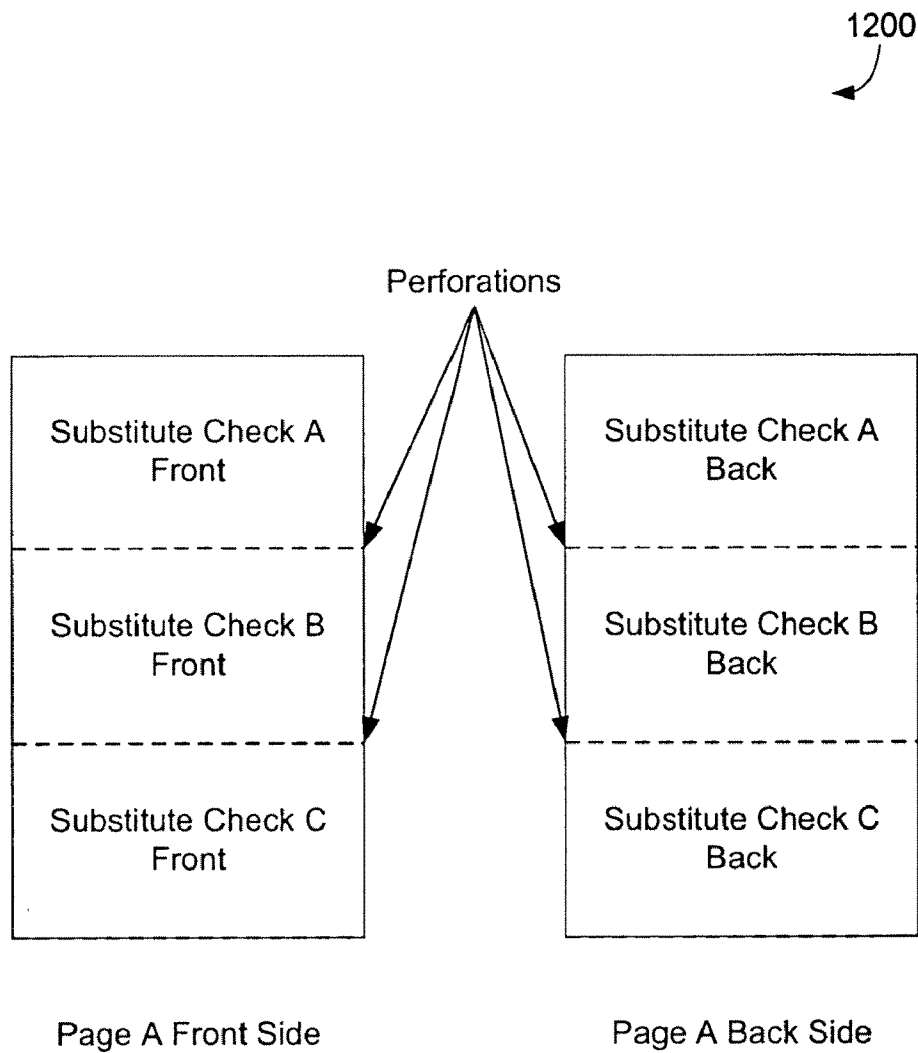 1200
Perforations
Substitute Check A
Front
Substitute Check B
Front
Substitute Check C
Front
Substitute Check A
Back
Substitute Check B
Back
Substitute Check C
Back
Page A Front Side
Page A Back Side